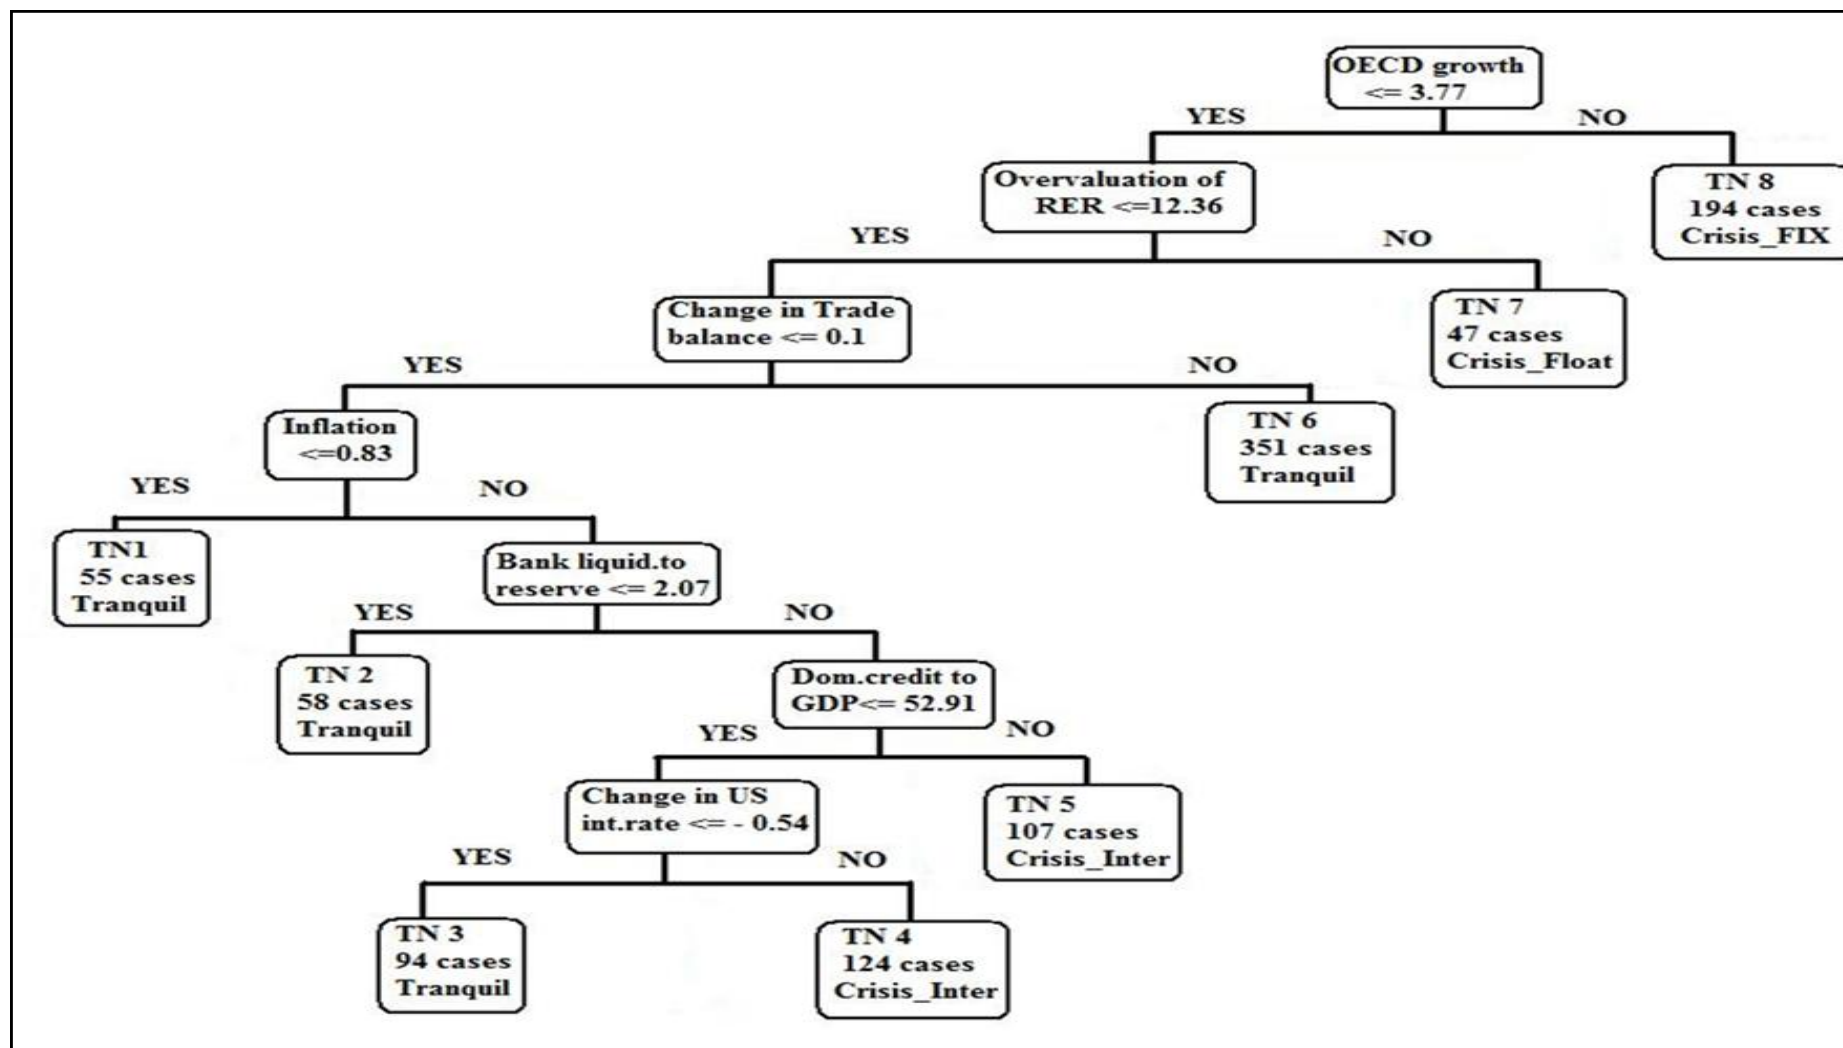 OECD growth
<= 3.77
YES
NO
Overvaluation of
RER <=12.36
TN 8
194 cases
Crisis_FIX
YES
NO
Change in Trade
balance <= 0.1
TN 7
47 cases
Crisis_Float
YES
NO
Inflation
<=0.83
TN 6
351 cases
Tranquil
YES
NO
TN1
55 cases
Tranquil
Bank liquid.to
reserve <= 2.07
YES
NO
TN 2
58 cases
Tranquil
Dom.credit to
GDP<= 52.91
YES
NO
Change in US
int.rate <= - 0.54
TN 5
107 cases
Crisis_Inter
YES
NO
TN 3
94 cases
Tranquil
TN 4
124 cases
Crisis_Inter